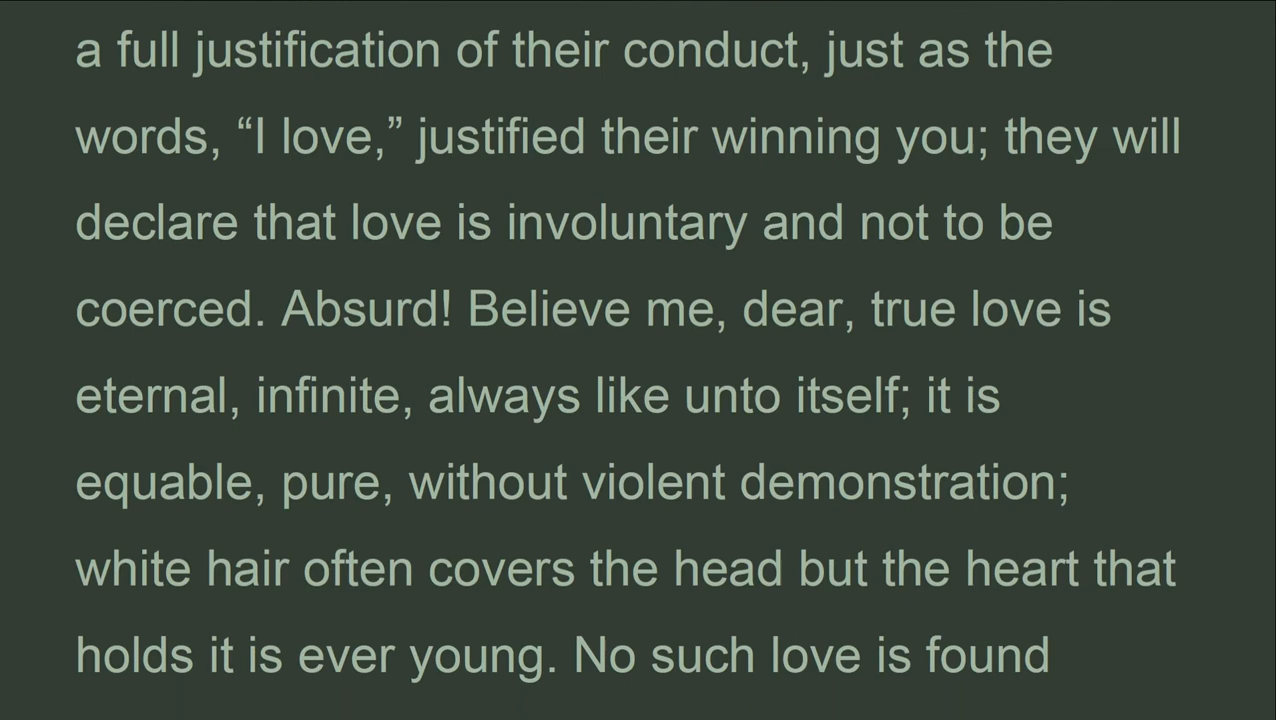 a full justification of their conduct, just as the
words, “I love,” justified their winning you; they will
declare that love is involuntary and not to be
coerced. Absurd! Believe me, dear, true love is
eternal, infinite, always like unto itself; it is
equable, pure, without violent demonstration;
white hair often covers the head but the heart that
holds it is ever young. No such love is found